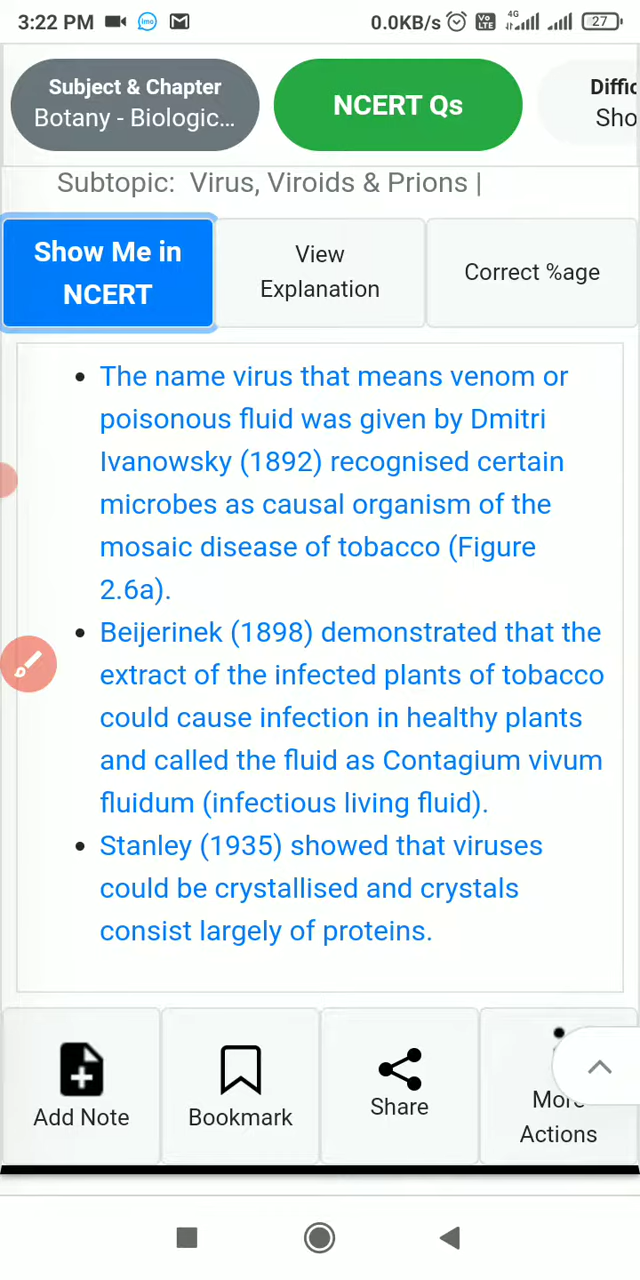 3:22 PM imo 0.0KB/s Vo LTE 4G 27
Subject & Chapter
Botany - Biologic...
NCERT Qs
Diffic
Sho
Subtopic: Virus, Viroids & Prions |
Show Me in
NCERT
View
Explanation
Correct %age
• The name virus that means venom or
poisonous fluid was given by Dmitri
Ivanowsky (1892) recognised certain
microbes as causal organism of the
mosaic disease of tobacco (Figure
2.6a).
• Beijerinek (1898) demonstrated that the
extract of the infected plants of tobacco
could cause infection in healthy plants
and called the fluid as Contagium vivum
fluidum (infectious living fluid).
• Stanley (1935) showed that viruses
could be crystallised and crystals
consist largely of proteins.
Add Note
Bookmark
Share
More
Actions